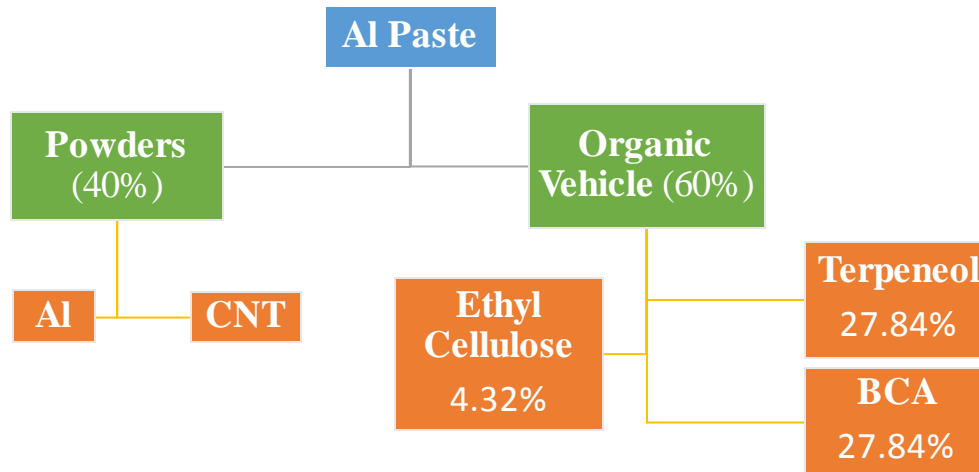 Al Paste
Powders
(40%)
Organic
Vehicle (60%)
Al
CNT
Ethyl
Cellulose
4.32%
Terpeneol
27.84%
BCA
27.84%